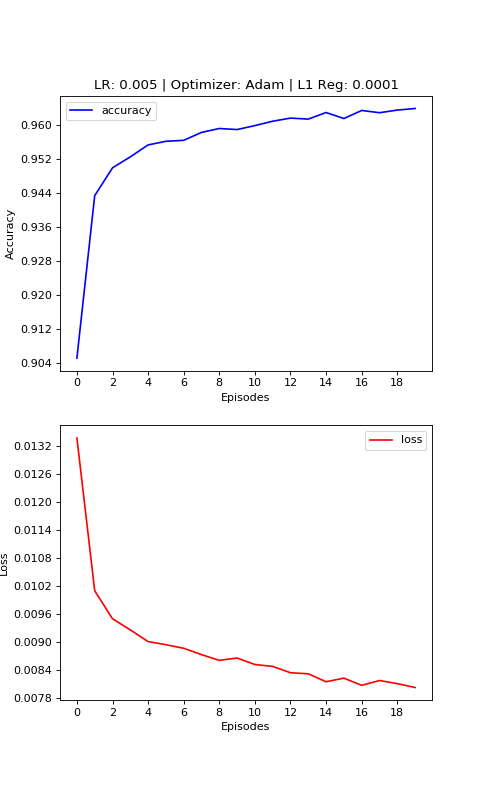 LR: 0.005 | Optimizer: Adam | L1 Reg: 0.0001
accuracy
0.960
0.952
0.944
0.936
0.928
0.920
0.912
0.904
Accuracy
0 2 4 6 8 10 12 14 16 18
Episodes
loss
0.0132
0.0126
0.0120
0.0114
0.0108
0.0102
0.0096
0.0090
0.0084
0.0078
Loss
0 2 4 6 8 10 12 14 16 18
Episodes